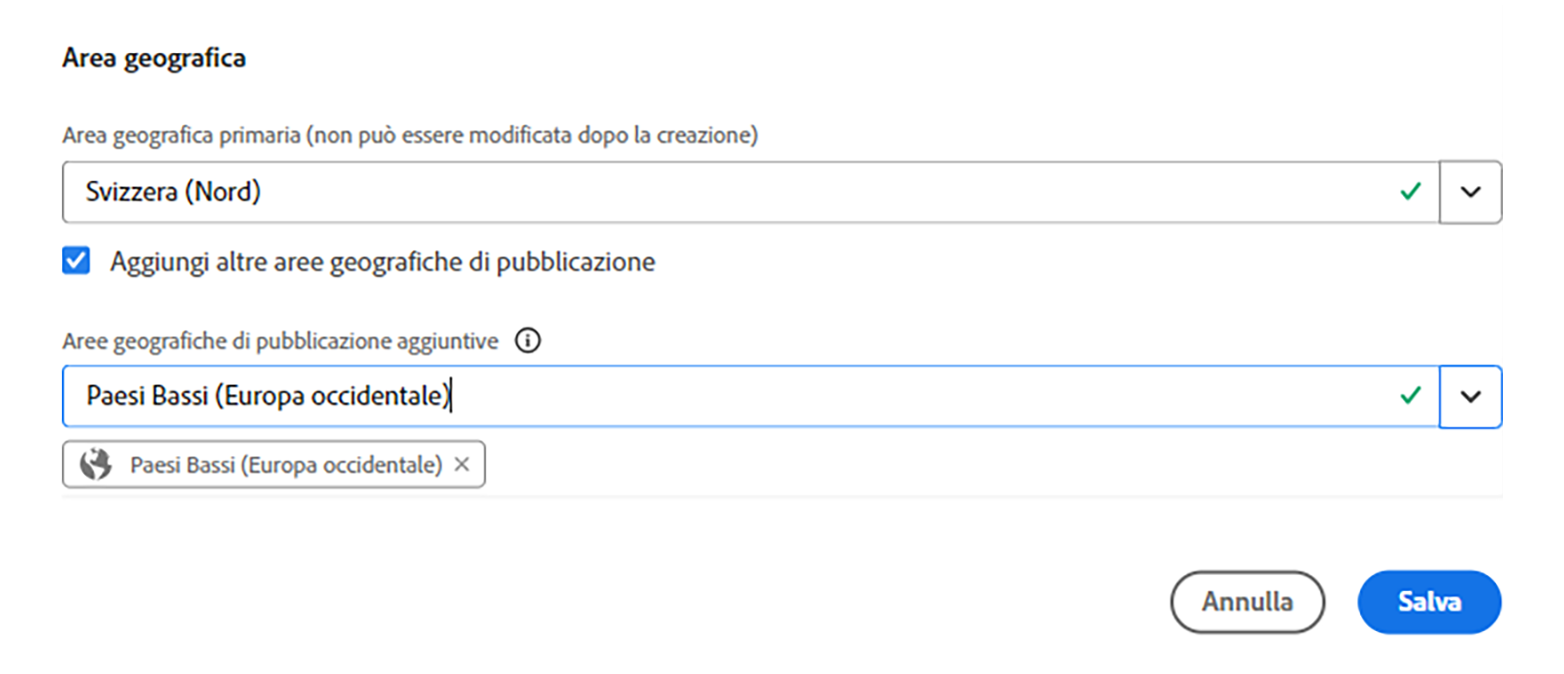 Area geografica
Area geografica primaria (non può essere modificata dopo la creazione)
Svizzera (Nord)
Aggiungi altre aree geografiche di pubblicazione
Aree geografiche di pubblicazione aggiuntive
Paesi Bassi (Europa occidentale)
Paesi Bassi (Europa occidentale)
Annulla
Salva